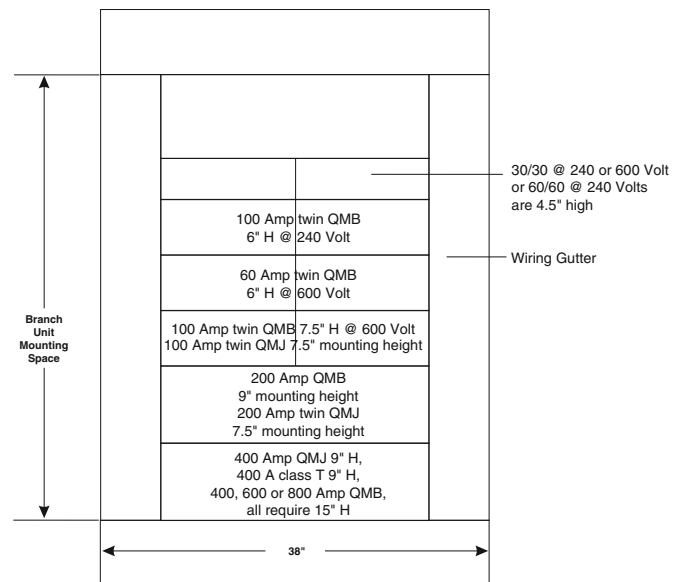 30/30 @ 240 or 600 Volt
or 60/60 @ 240 Volts
are 4.5" high
100 Amp twin QMB
6" H @ 240 Volt
Wiring Gutter
60 Amp twin QMB
6" H @ 600 Volt
Branch
Unit
Mounting
Space
100 Amp twin QMB 7.5" H @ 600 Volt
100 Amp twin QMJ 7.5" mounting height
200 Amp QMB
9" mounting height
200 Amp twin QMJ
7.5" mounting height
400 Amp QMJ 9" H,
400 A class T 9" H,
400, 600 or 800 Amp QMB,
all require 15" H
38"